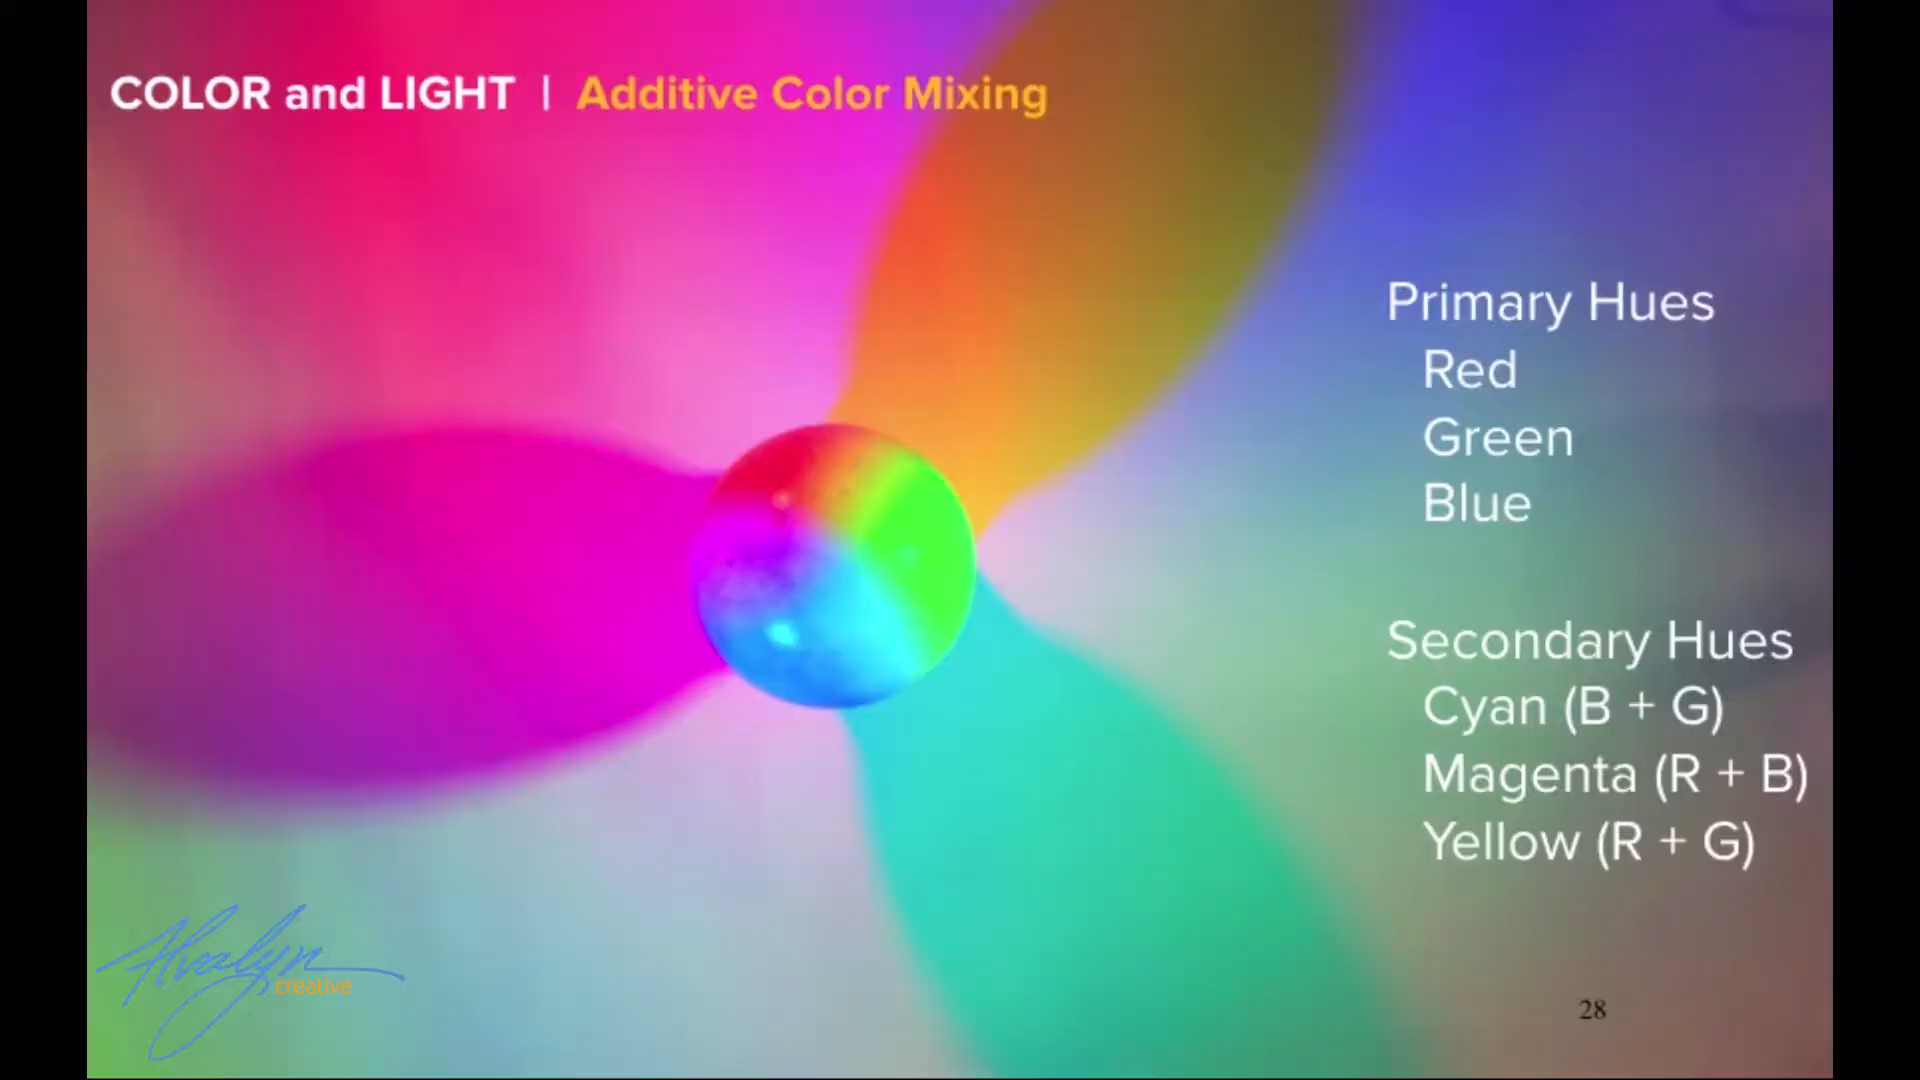 COLOR and LIGHT | Additive Color Mixing
Primary Hues
Red
Green
Blue
Secondary Hues
Cyan (B + G)
Magenta (R + B)
Yellow (R + G)
creative
28